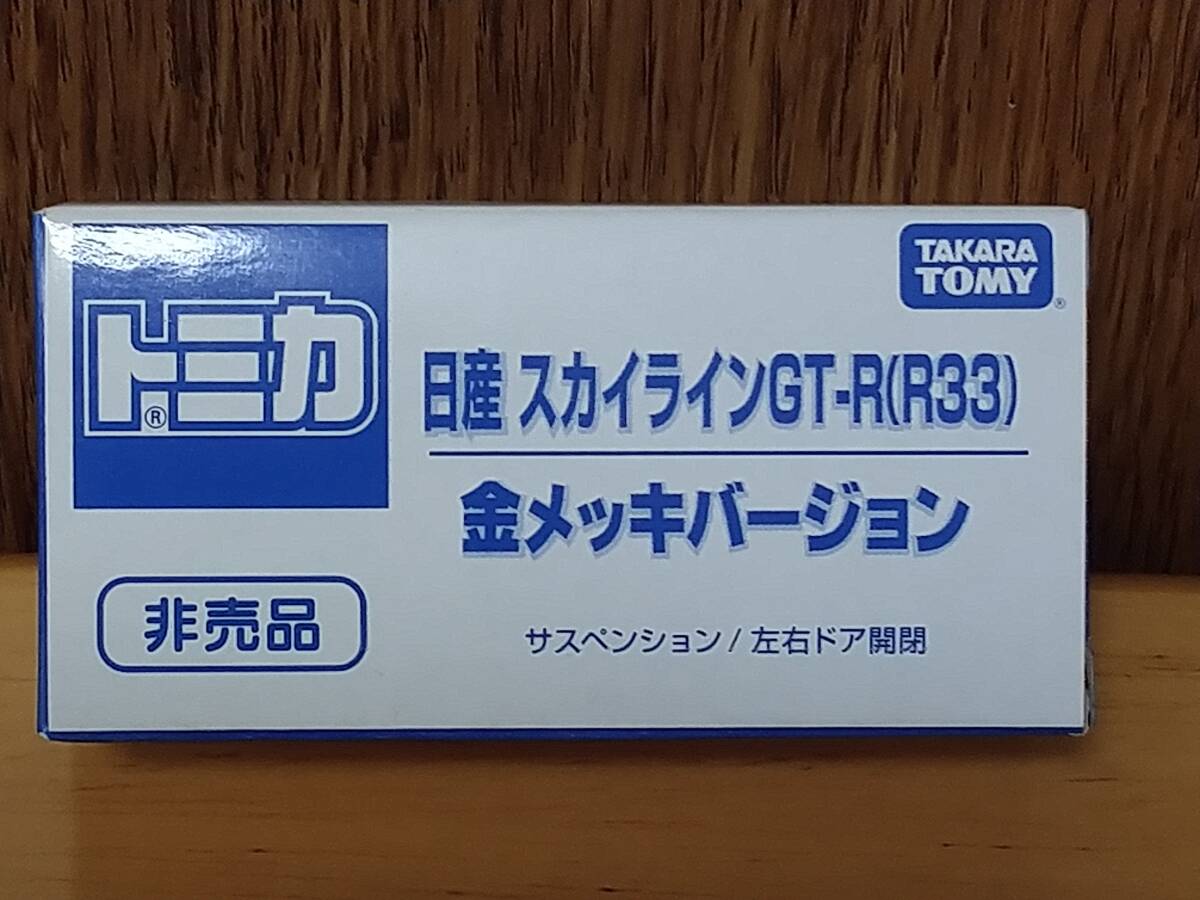 トミカ®
TAKARA
TOMY®
日産 スカイラインGT-R(R33)
金メッキバージョン
非売品
サスペンション/左右ドア開閉